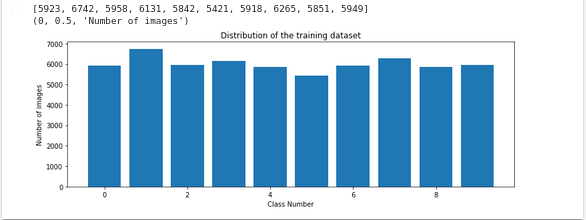 [5923, 6742, 5958, 6131, 5842, 5421, 5918, 6265, 5851, 5949]
(0, 0.5, 'Number of images')
Distribution of the training dataset
7000
6000
5000
4000
3000
2000
1000
0
Number of images
0 2 4 6 8
Class Number